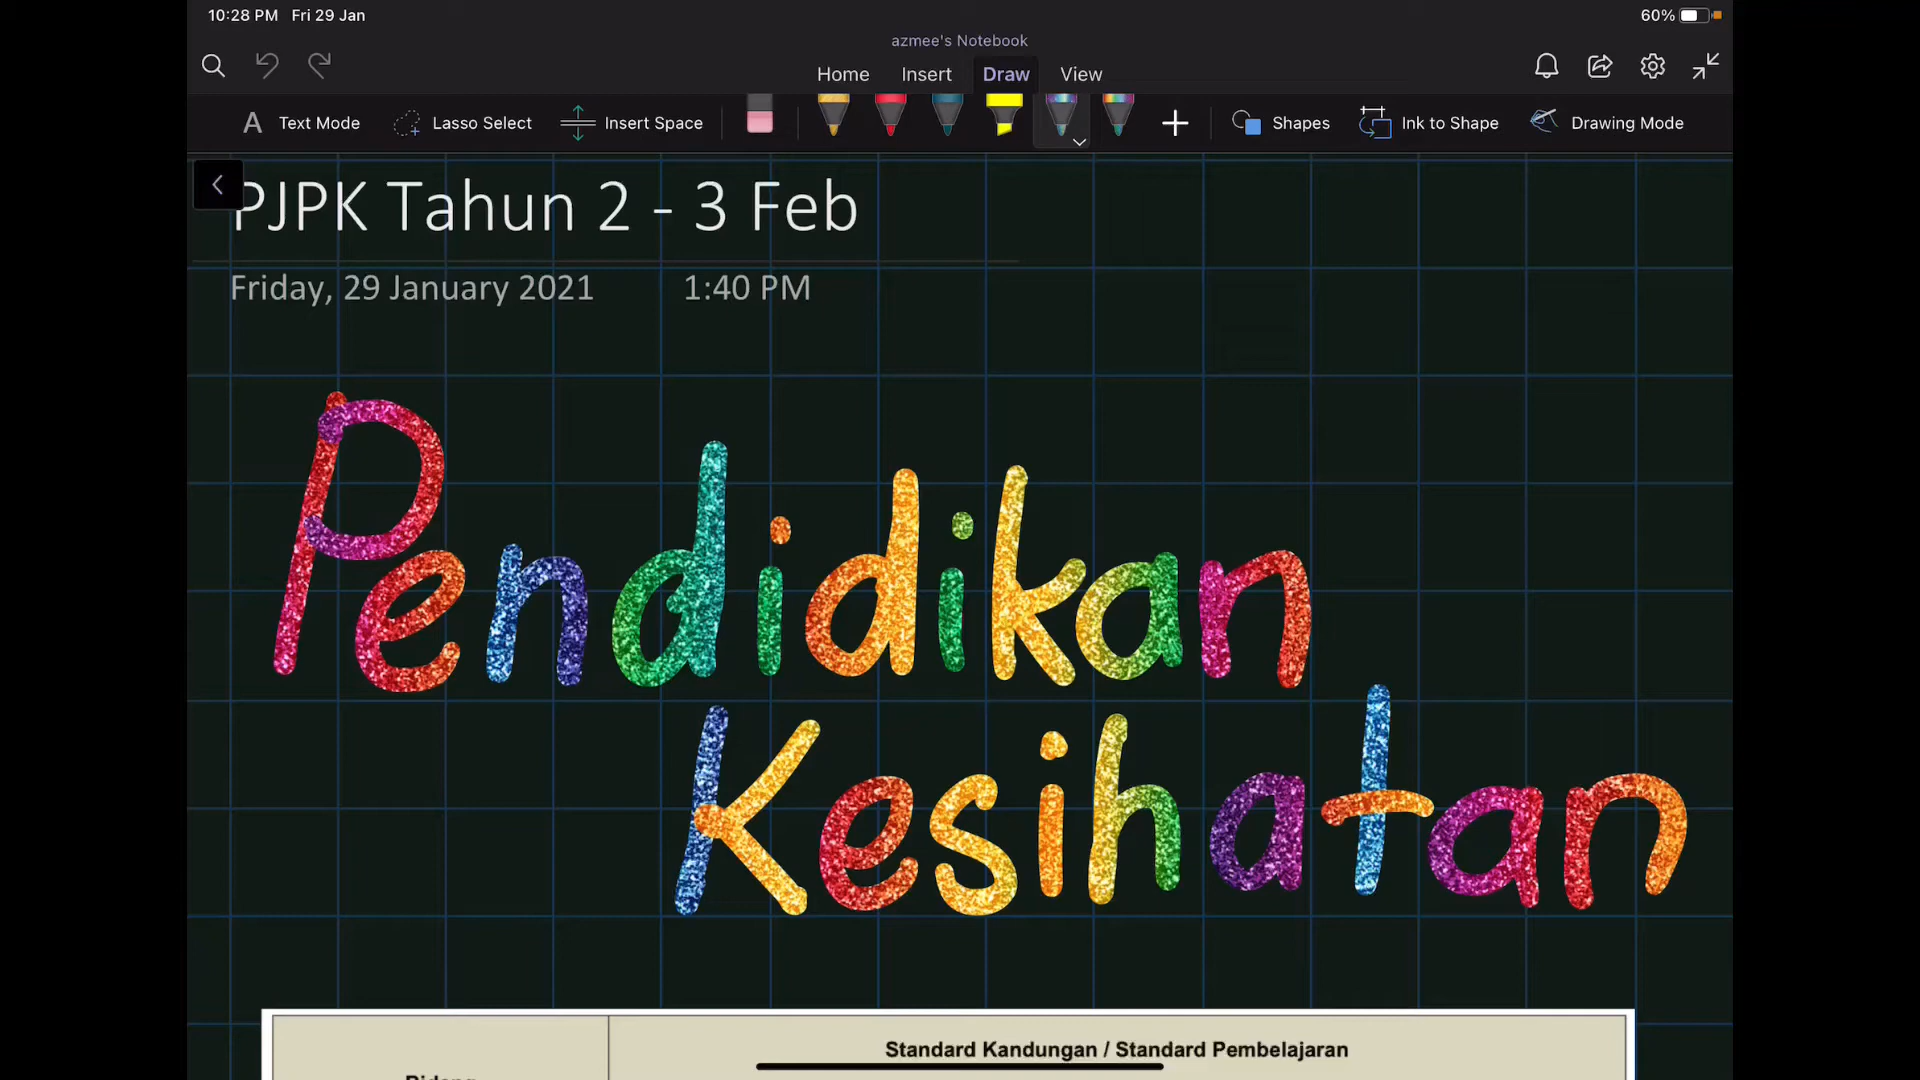 10:28 PM Fri 29 Jan 60%
azmee's Notebook
Home Insert Draw View
Text Mode Lasso Select Insert Space Shapes Ink to Shape Drawing Mode
PJPK Tahun 2 - 3 Feb
Friday, 29 January 2021 1:40 PM
Pendidikan
Kesihatan
Standard Kandungan / Standard Pembelajaran